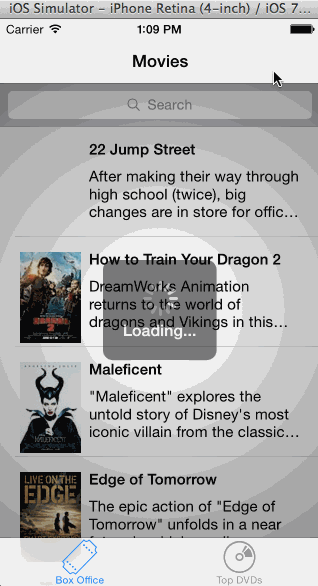 iOS Simulator - iPhone Retina (4-inch) / iOS 7...
Carrier 1:09 PM
Movies
Search
22 Jump Street
After making their way through
high school (twice), big
changes are in store for offic...
How to Train Your Dragon 2
DreamWorks Animation
returns to the world of
dragons and Vikings in this...
Loading...
Maleficent
"Maleficent" explores the
untold story of Disney's most
iconic villain from the classic...
LIVE ON THE
EDGE
Edge of Tomorrow
The epic action of "Edge of
Tomorrow" unfolds in a near
Box Office
Top DVDs